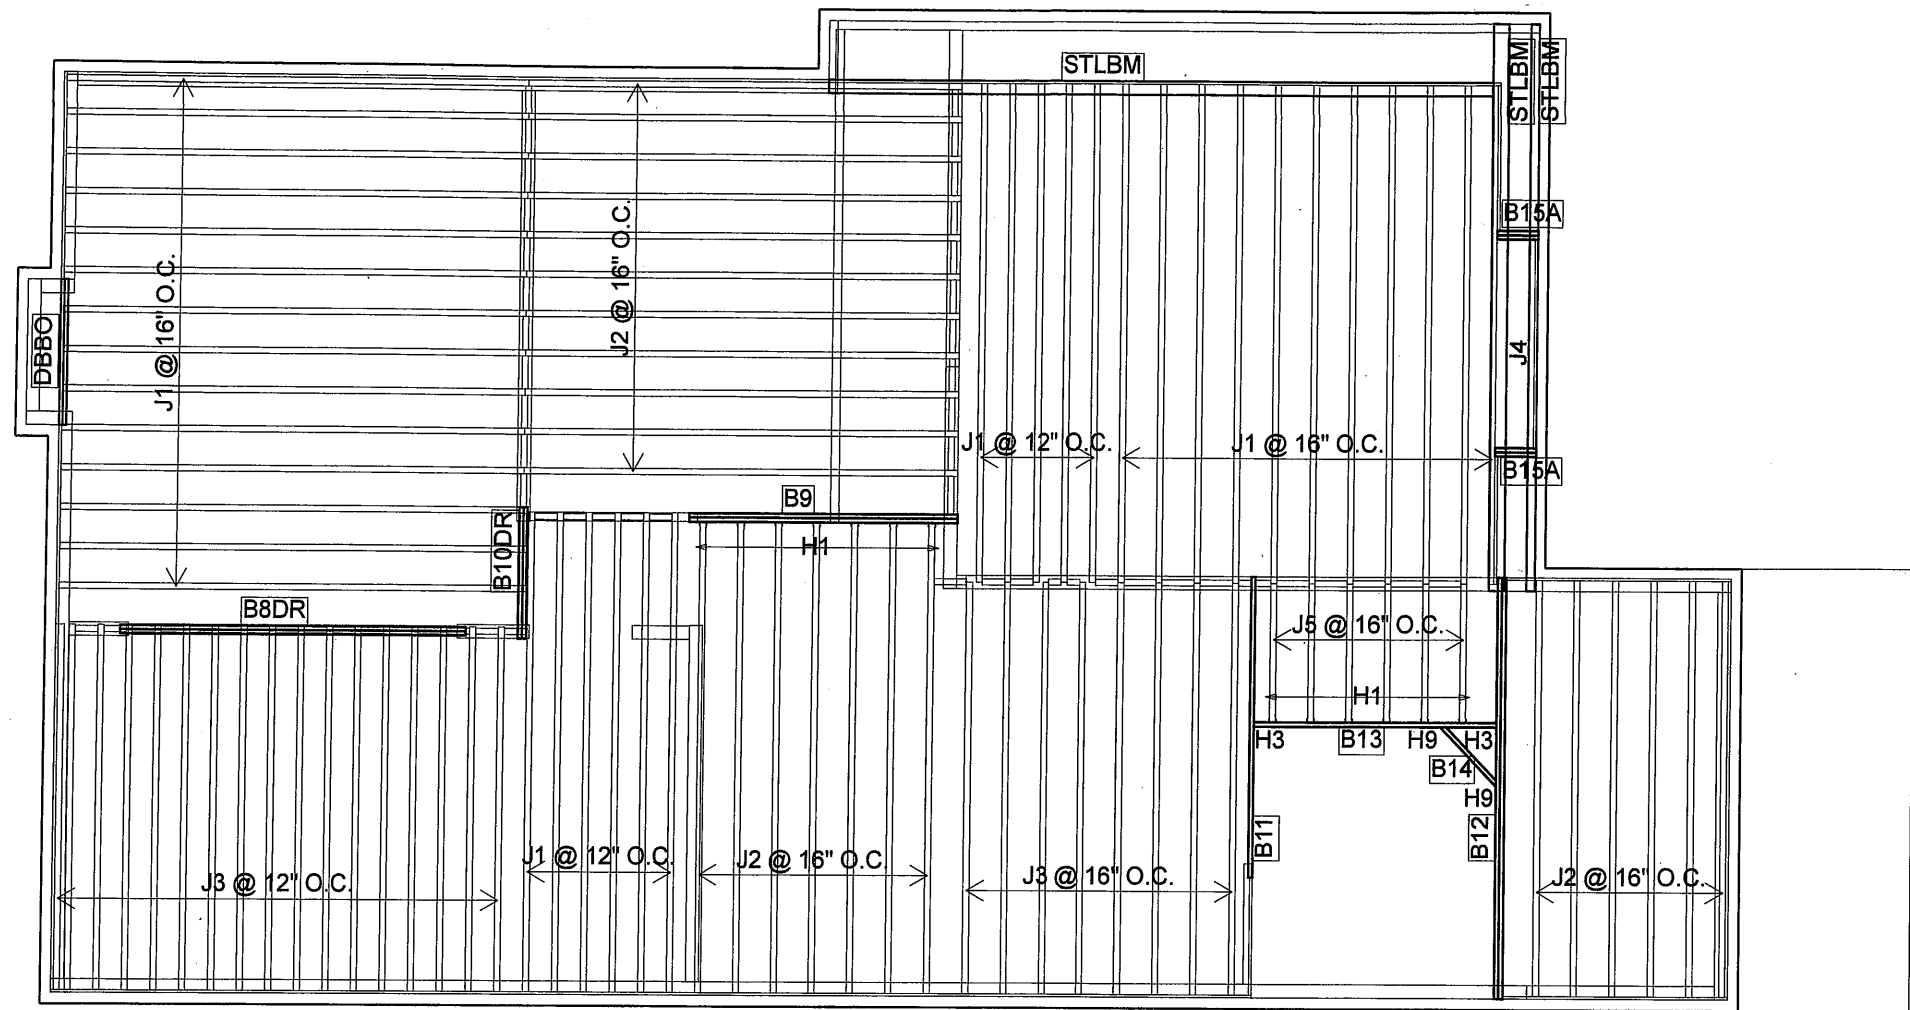 STLBM
STLBM
STLBM
B15A
J1 @ 16" O.C.
J2 @ 16" O.C.
DBBO
J4
J1 @ 12" O.C.
J1 @ 16" O.C.
B15A
B9
H1
B10DR
B8DR
J5 @ 16" O.C.
H1
H3
B13
H9
H3
B14
H9
B11
B12
J3 @ 12" O.C.
J1 @ 12" O.C.
J2 @ 16" O.C.
J3 @ 16" O.C.
J2 @ 16" O.C.